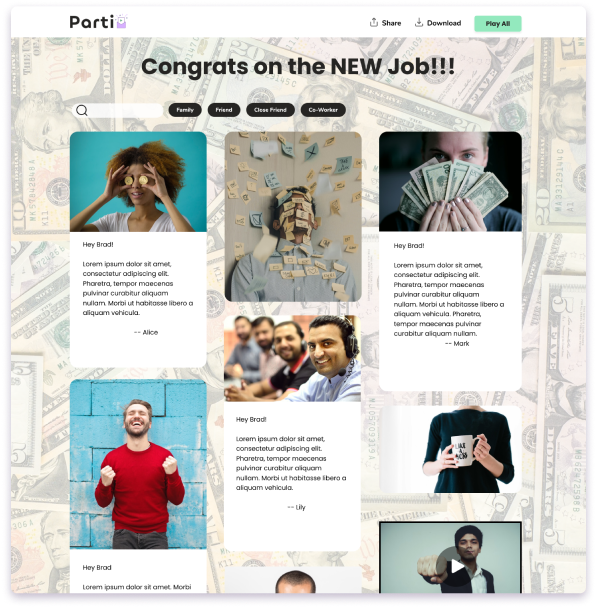 Parti
Share
Download
Play All
Congrats on the NEW Job!!!
Family
Friend
Close Friend
Co-Worker
Hey Brad!
Lorem ipsum dolor sit amet,
consectetur adipiscing elit.
Pharetra, tempor maecenas
pulvinar curabitur aliquam
nullam. Morbi ut habitasse libero a
aliquam vehicula.
-- Alice
Hey Brad!
Lorem ipsum dolor sit amet. Morbi
Hey Brad!
Lorem ipsum dolor sit amet,
consectetur adipiscing elit.
Pharetra, tempor maecenas
pulvinar curabitur aliquam
nullam. Morbi ut habitasse libero a
aliquam vehicula.
-- Lily
Hey Brad!
Lorem ipsum dolor sit amet,
consectetur adipiscing elit.
Pharetra, tempor maecenas
pulvinar curabitur aliquam
nullam. Morbi ut habitasse libero a
aliquam vehicula. Pharetra,
tempor maecenas pulvinar
curabitur aliquam nullam.
-- Mark
LIKE A
BOSS